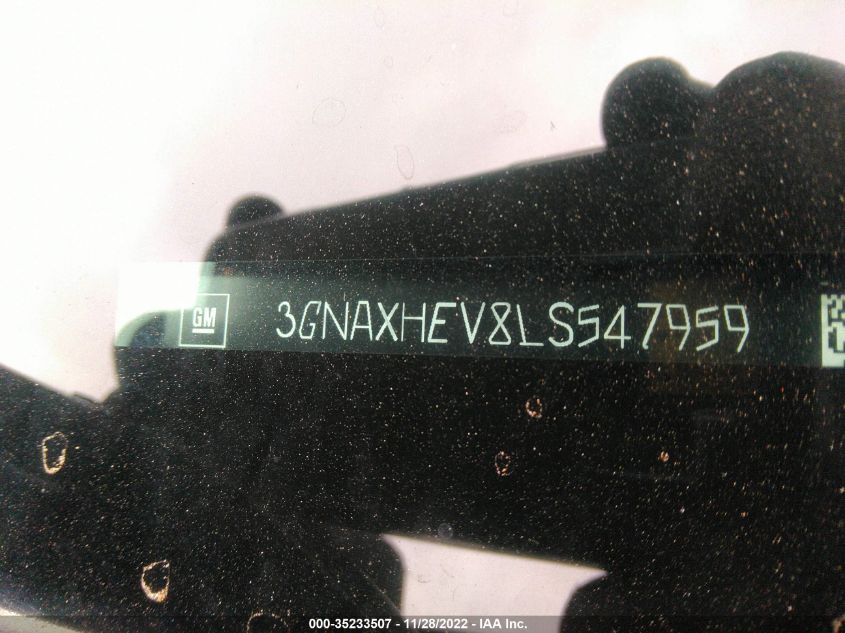 GM 3GNAXHEV8LS547959
000-35233507 - 11/28/2022 - IAA Inc.